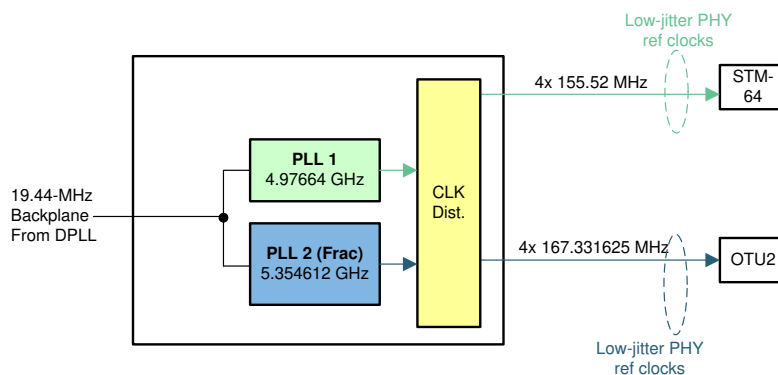 Low-jitter PHY
ref clocks
4x 155.52 MHz
STM-
64
PLL 1
4.97664 GHz
19.44-MHz
Backplane
From DPLL
CLK
Dist.
PLL 2 (Frac)
5.354612 GHz
4x 167.331625 MHz
OTU2
Low-jitter PHY
ref clocks